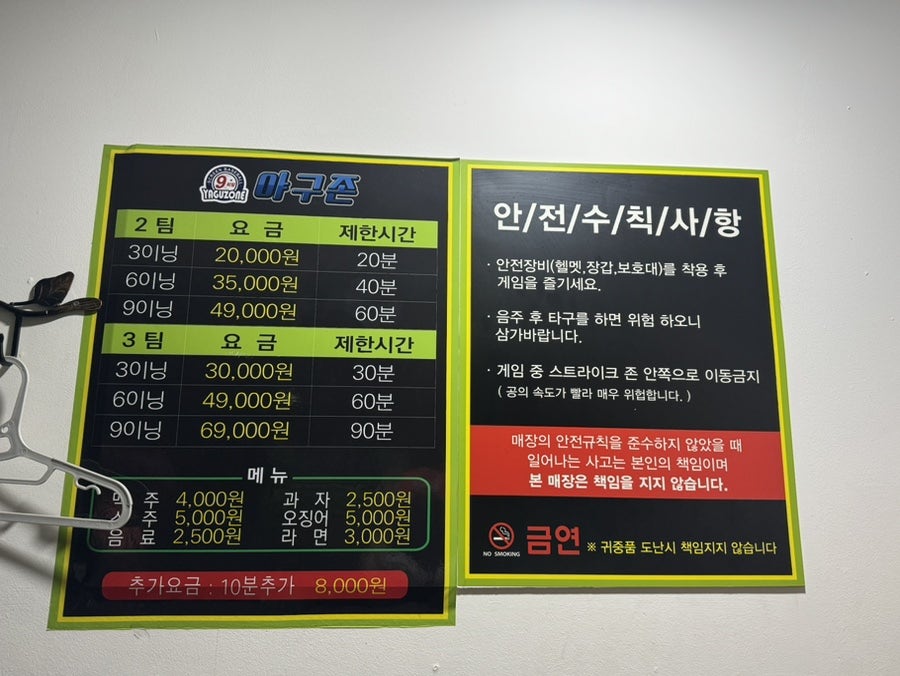 9
YAGUZONE
야구존
2팀 요금 제한시간
3이닝 20,000원 20분
6이닝 35,000원 40분
9이닝 49,000원 60분
3팀 요금 제한시간
3이닝 30,000원 30분
6이닝 49,000원 60분
9이닝 69,000원 90분
메뉴
주 4,000원 과자 2,500원
주 5,000원 오징어 5,000원
음료 2,500원 라면 3,000원
추가요금 : 10분추가 8,000원
안/전/수/칙/사/항
· 안전장비(헬멧,장갑,보호대)를 착용 후
게임을 즐기세요.
· 음주 후 타구를 하면 위험 하오니
삼가바랍니다.
· 게임 중 스트라이크 존 안쪽으로 이동금지
( 공의 속도가 빨라 매우 위험합니다. )
매장의 안전규칙을 준수하지 않았을 때
일어나는 사고는 본인의 책임이며
본 매장은 책임을 지지 않습니다.
NO SMOKING 금연 ※ 귀중품 도난시 책임지지 않습니다